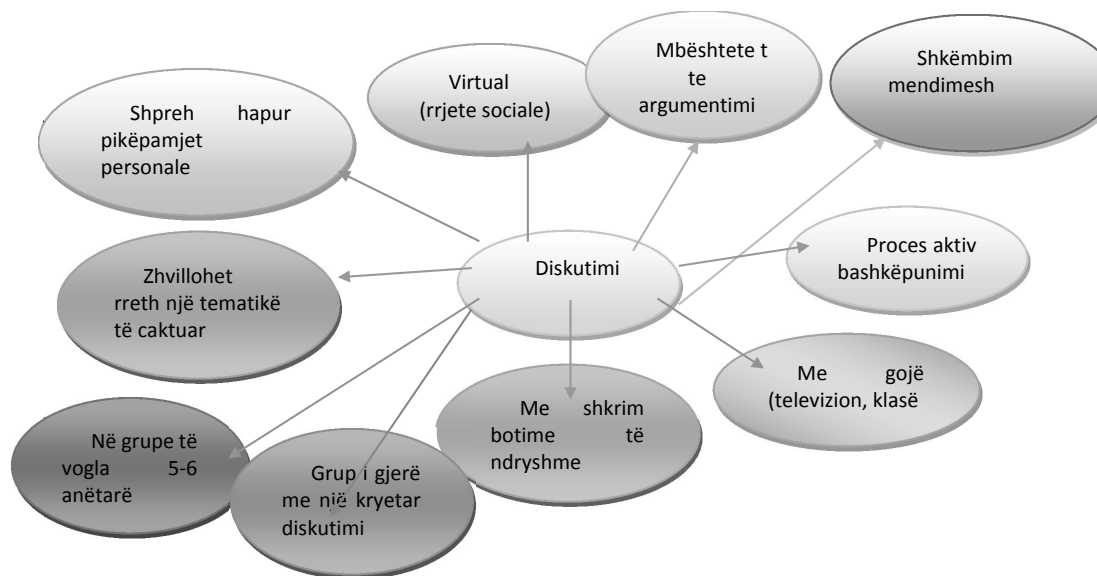 Shpreh hapur
pikëpamjet
personale
Virtual
(rrjete sociale)
Mbështete t
te
argumentimi
Shkëmbim
mendimesh
Zhvillohet
rreth një tematikë
të caktuar
Diskutimi
Proces aktiv
bashkëpunimi
Në grupe të
vogla 5-6
anëtarë
Grup i gjerë
me një kryetar
diskutimi
Me shkrim
botime të
ndryshme
Me gojë
(televizion, klasë